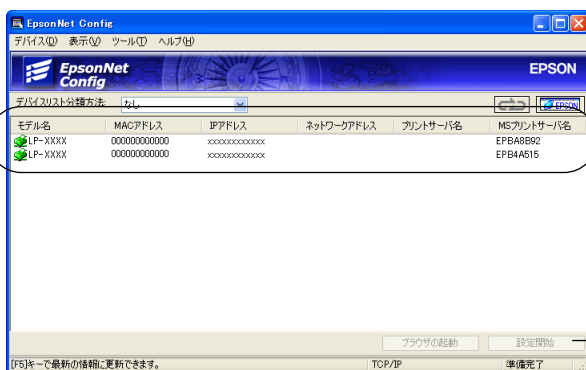 EpsonNet Config
デバイス(D) 表示(V) ツール(T) ヘルプ(H)
EpsonNet
Config
EPSON
デバイスリスト分類方法: なし
EPSON
モデル名 MACアドレス IPアドレス ネットワークアドレス プリントサーバ名 MSプリントサーバ名
LP-XXXX 000000000000 xxxxxxxxxxxx EPBA8B92
LP-XXXX 000000000000 xxxxxxxxxxxx EPB4A515
ブラウザの起動 設定開始
[F5]キーで最新の情報に更新できます。 TCP/IP 準備完了